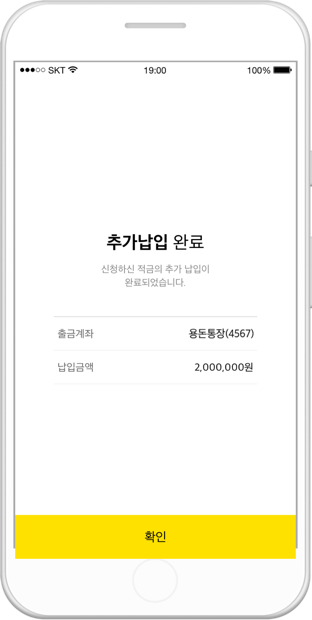 ●●●○○ SKT 19:00 100%
추가납입 완료
신청하신 적금의 추가 납입이
완료되었습니다.
출금계좌 용돈통장(4567)
납입금액 2,000,000원
확인